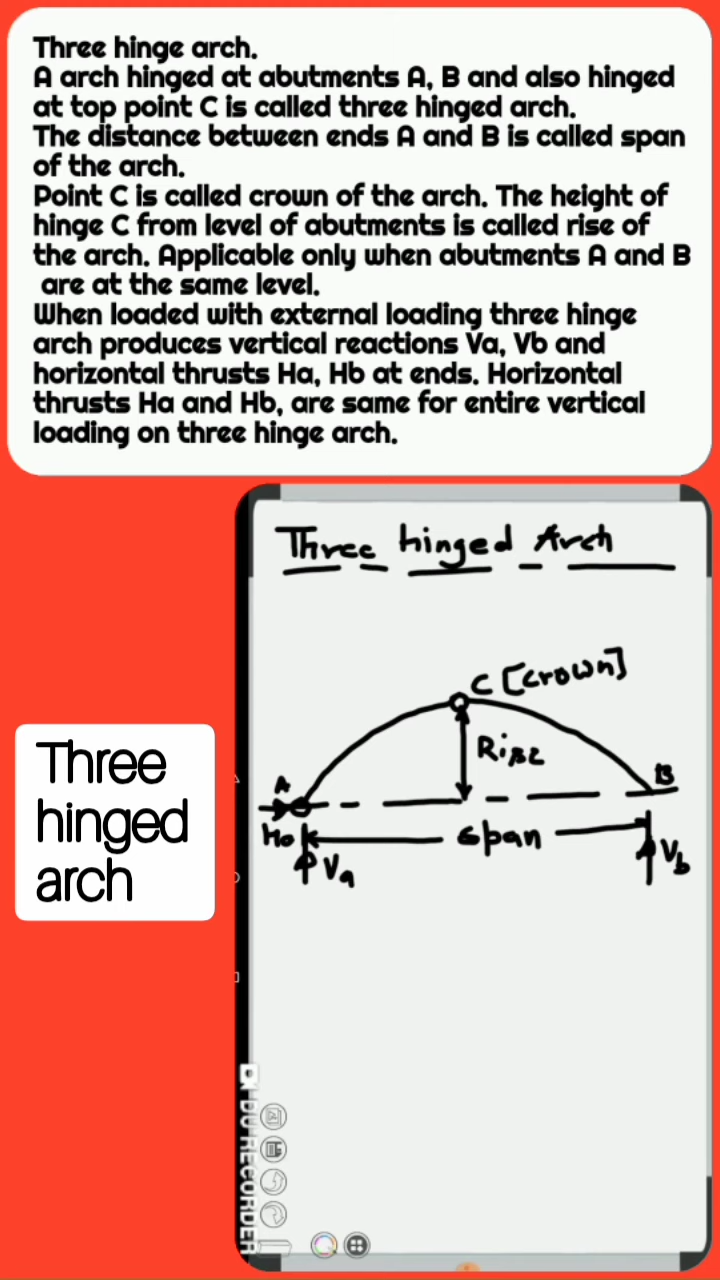 Three hinge arch.
A arch hinged at abutments A, B and also hinged
at top point C is called three hinged arch.
The distance between ends A and B is called span
of the arch.
Point C is called crown of the arch. The height of
hinge C from level of abutments is called rise of
the arch. Applicable only when abutments A and B
are at the same level.
When loaded with external loading three hinge
arch produces vertical reactions Va, Vb and
horizontal thrusts Ha, Hb at ends. Horizontal
thrusts Ha and Hb, are same for entire vertical
loading on three hinge arch.
Three hinged Arch
C [crown]
Rise
A
B
Ha
span
Va
Vb
Three
hinged
arch
DU RECORDER